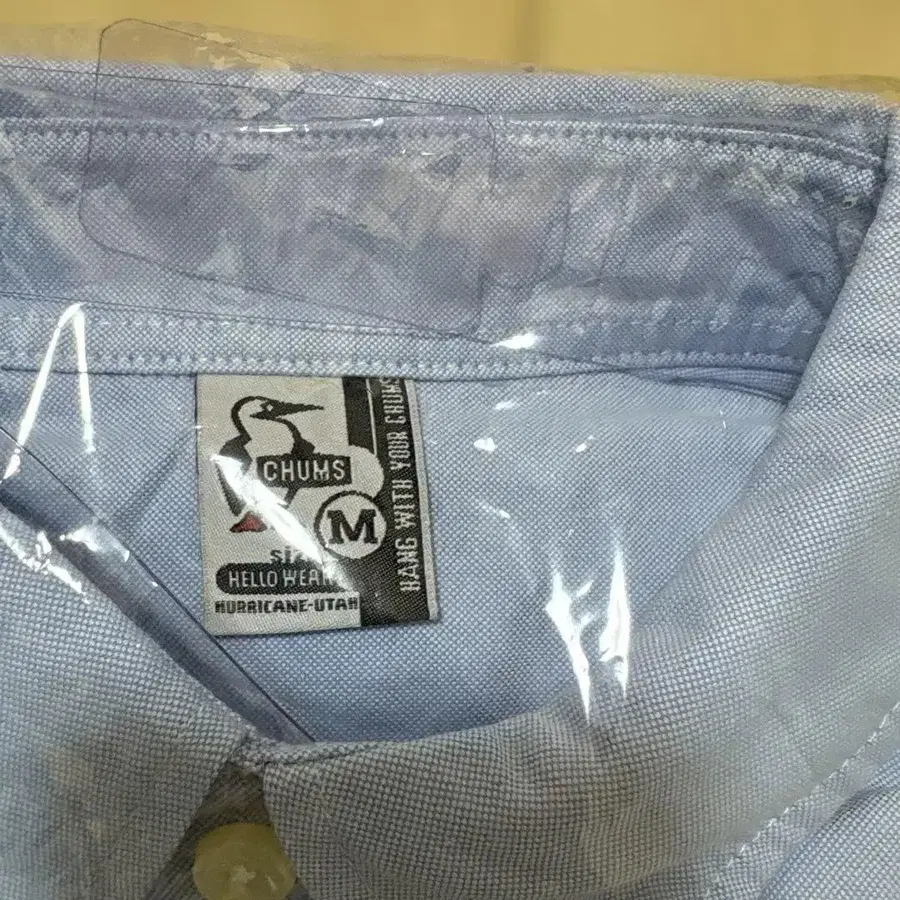 CHUMS
M
HELLO WEAR
HURRICANE-UTAH
HANG WITH YOUR CHUMS